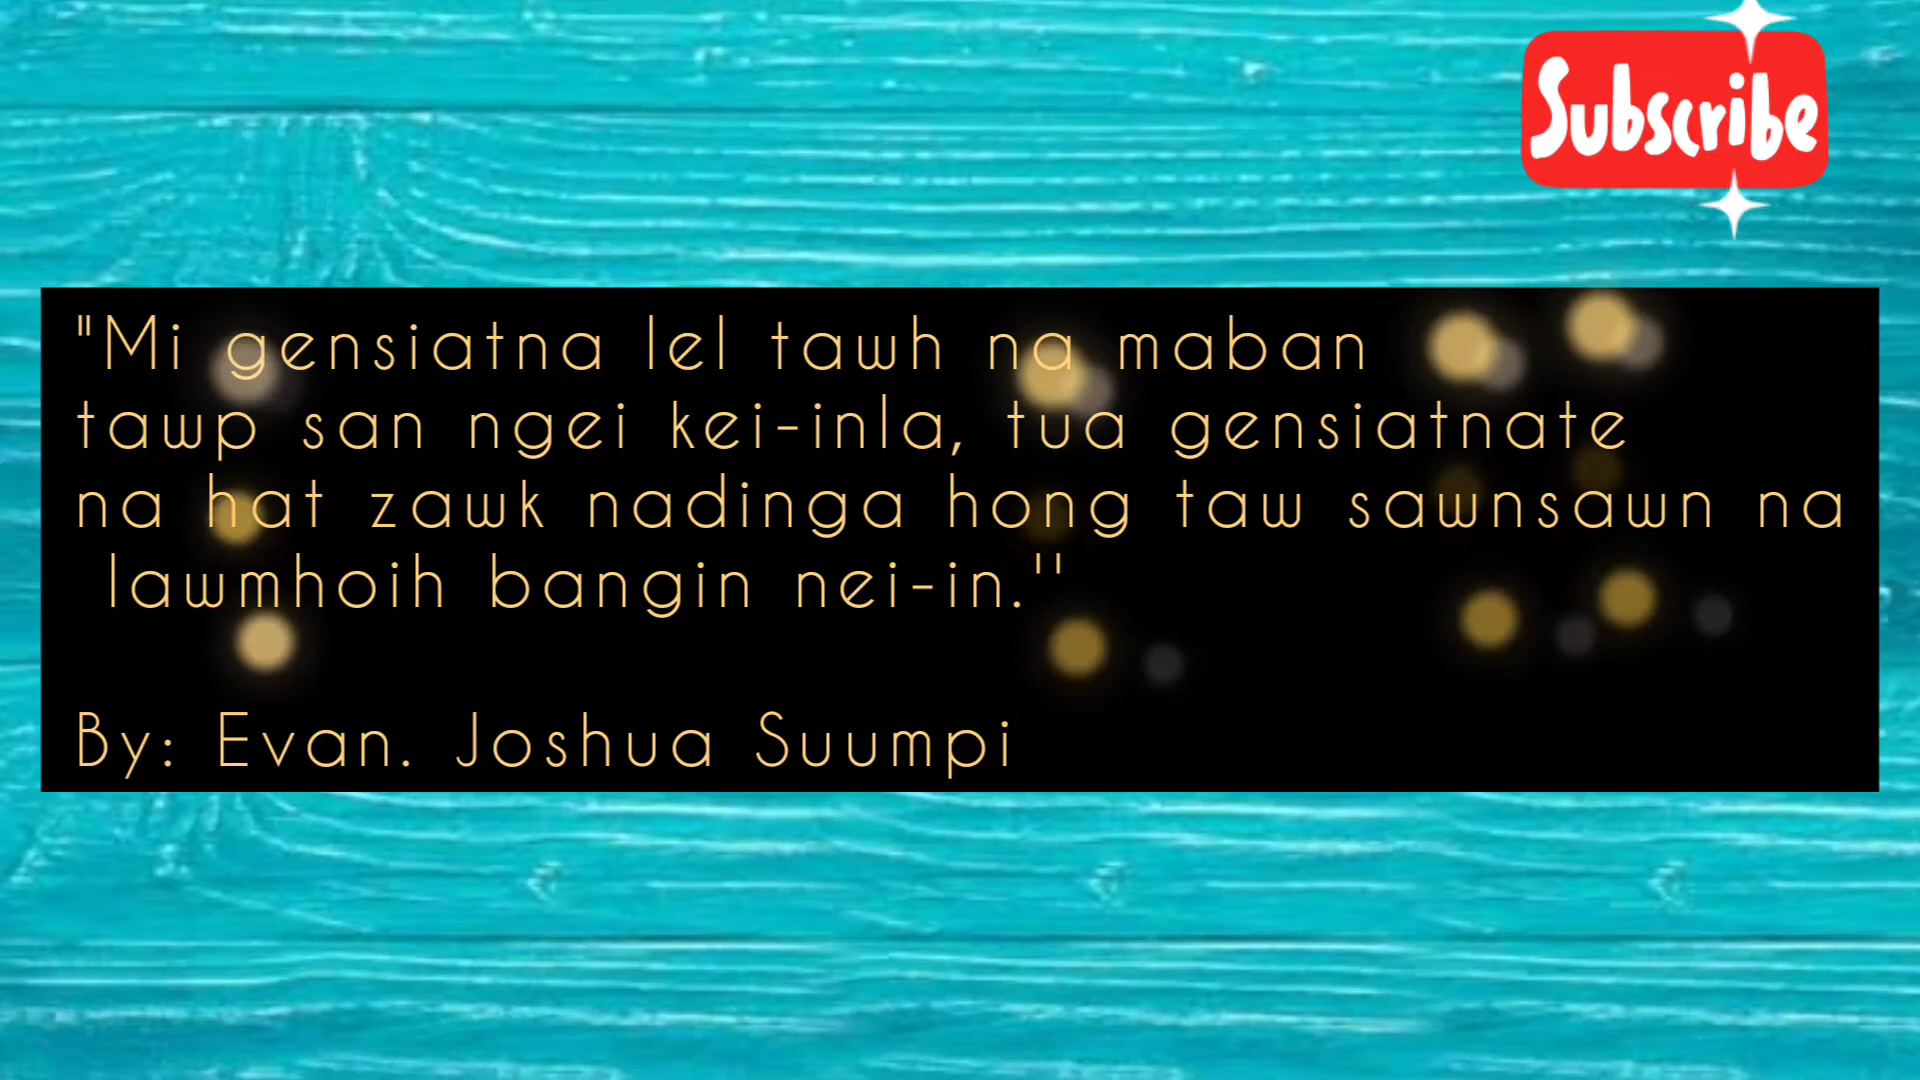 Subscribe
"Mi gensiatna lel tawh na maban
tawp san ngei kei-inla, tua gensiatnate
na hat zawk nadinga hong taw sawnsawn na
lawmhoih bangin nei-in.''
By: Evan. Joshua Suumpi